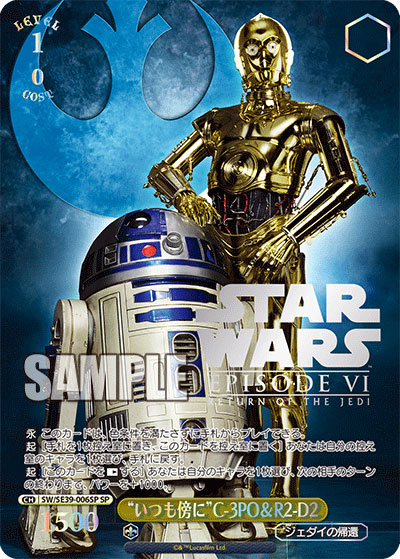 LEVEL
1
0
COST
STAR
WARS
EPISODE VI
RETURN OF THE JEDI
SAMPLE
永 このカードは、色条件を満たさずに手札からプレイできる。
起 [手札を1枚控え室に置き、このカードを控え室に置く] あなたは自分の控え
室のキャラを1枚選び、手札に戻す。
起 [このカードを する] あなたは自分のキャラを1枚選び、次の相手のターン
の終わりまで、パワーを+1000。
CH SW/SE39-006SP SP
1500
“いつも傍に”C-3PO&R2-D2
ジェダイの帰還
©&™Lucasfilm Ltd.